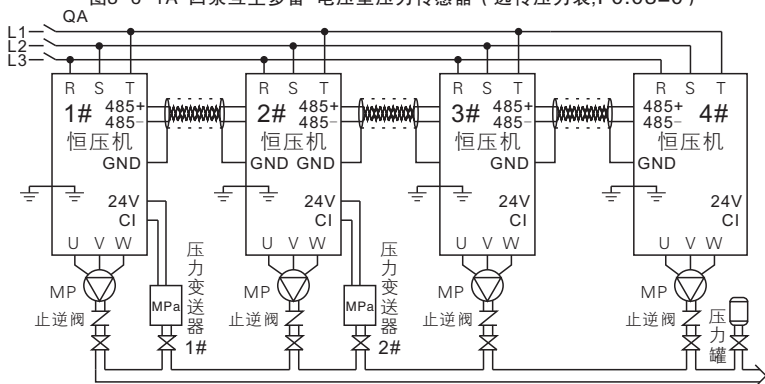 QA
L1
L2
L3
R S T
R S T
R S T
R S T
1# 485+
485-
恒压机
GND
2# 485+
485-
恒压机
GND GND
3# 485+
485-
恒压机
GND
485+ 4#
485-
恒压机
GND
24V
CI
24V
CI
24V
CI
24V
CI
U V W
U V W
U V W
U V W
MP
MPa
压力变送器
1#
MP
MPa
压力变送器
2#
MP
MP
压力罐
止逆阀
止逆阀
止逆阀
止逆阀